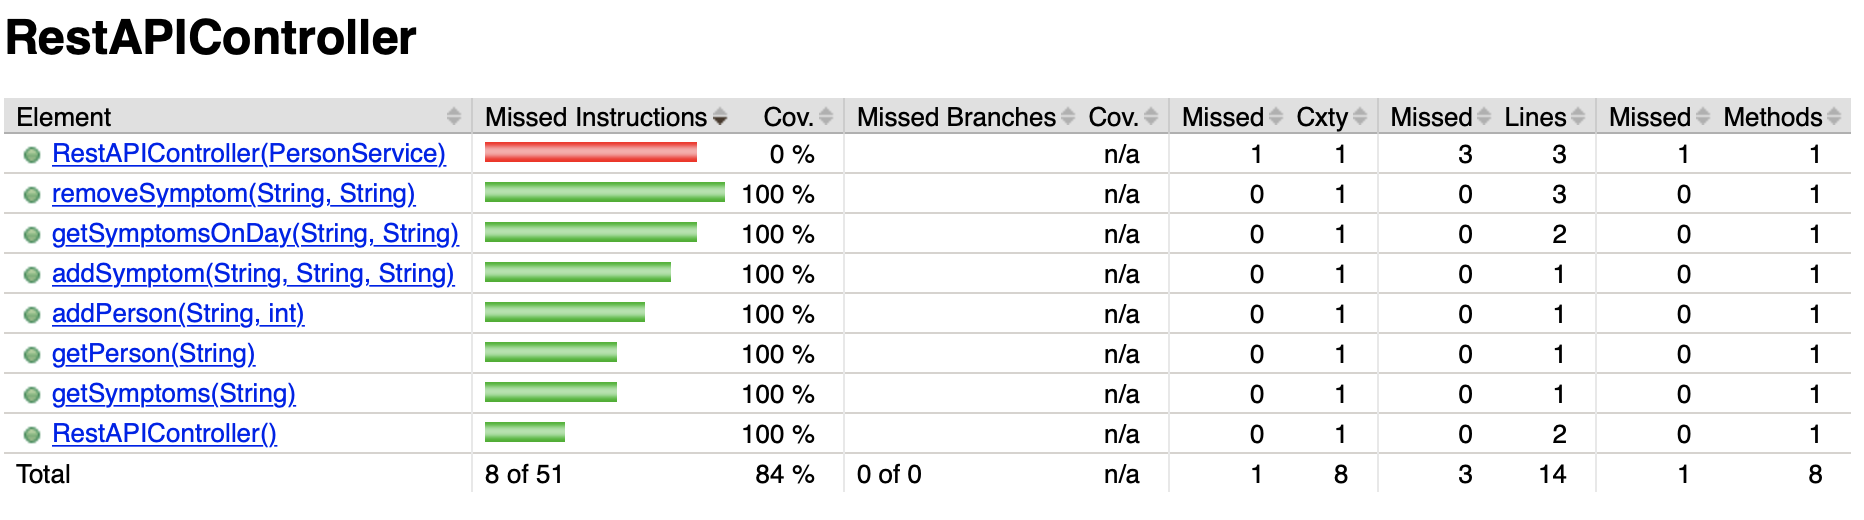 RestAPIController
Element Missed Instructions Cov. Missed Branches Cov. Missed Cxty Missed Lines Missed Methods
RestAPIController(PersonService) 0 % n/a 1 1 3 3 1 1
removeSymptom(String, String) 100 % n/a 0 1 0 3 0 1
getSymptomsOnDay(String, String) 100 % n/a 0 1 0 2 0 1
addSymptom(String, String, String) 100 % n/a 0 1 0 1 0 1
addPerson(String, int) 100 % n/a 0 1 0 1 0 1
getPerson(String) 100 % n/a 0 1 0 1 0 1
getSymptoms(String) 100 % n/a 0 1 0 1 0 1
RestAPIController() 100 % n/a 0 1 0 2 0 1
Total 8 of 51 84 % 0 of 0 n/a 1 8 3 14 1 8